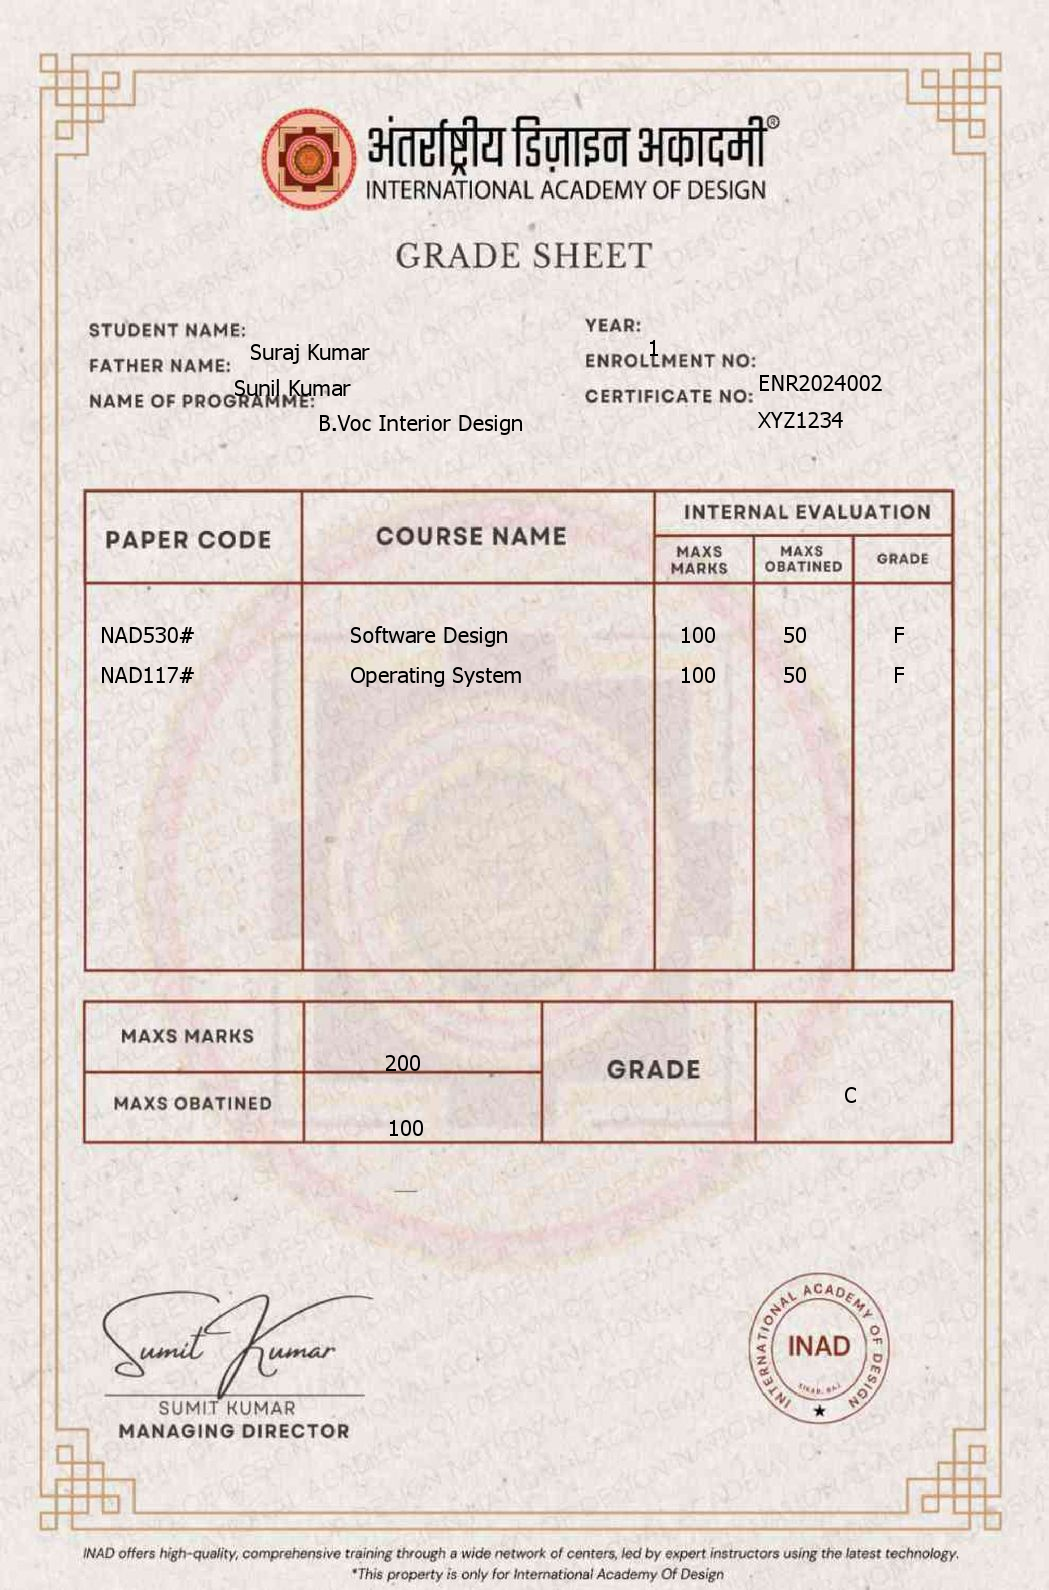 अंतर्राष्ट्रीय डिज़ाइन अकादमी®
INTERNATIONAL ACADEMY OF DESIGN
GRADE SHEET
STUDENT NAME: Suraj Kumar
FATHER NAME: Sunil Kumar
NAME OF PROGRAMME: B.Voc Interior Design
YEAR: 1
ENROLLMENT NO: ENR2024002
CERTIFICATE NO: XYZ1234
PAPER CODE COURSE NAME INTERNAL EVALUATION
MAXS MARKS MAXS OBATINED GRADE
NAD530# Software Design 100 50 F
NAD117# Operating System 100 50 F
MAXS MARKS 200
MAXS OBATINED 100
GRADE C
Sumit Kumar
SUMIT KUMAR
MANAGING DIRECTOR
INTERNATIONAL ACADEMY OF DESIGN
INAD
INAD offers high-quality, comprehensive training through a wide network of centers, led by expert instructors using the latest technology.
*This property is only for International Academy Of Design